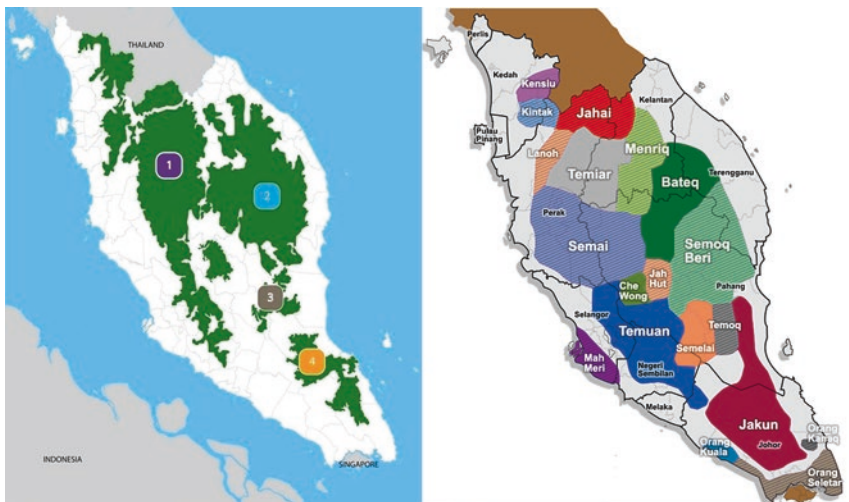 THAILAND
1
2
3
4
INDONESIA
SINGAPORE
Perlis
Kedah
Kensiu
Kintak
Pulau
Pinang
Jahai
Kelantan
Lanoh
Temiar
Menriq
Bateq
Terengganu
Perak
Semai
Semoq
Beri
Jah
Hut
Che
Wong
Pahang
Selangor
Temuan
Temoq
Semelai
Mah
Meri
Negeri
Sembilan
Melaka
Jakun
Johor
Orang
Kuala
Orang
Kanaq
Orang
Seletar